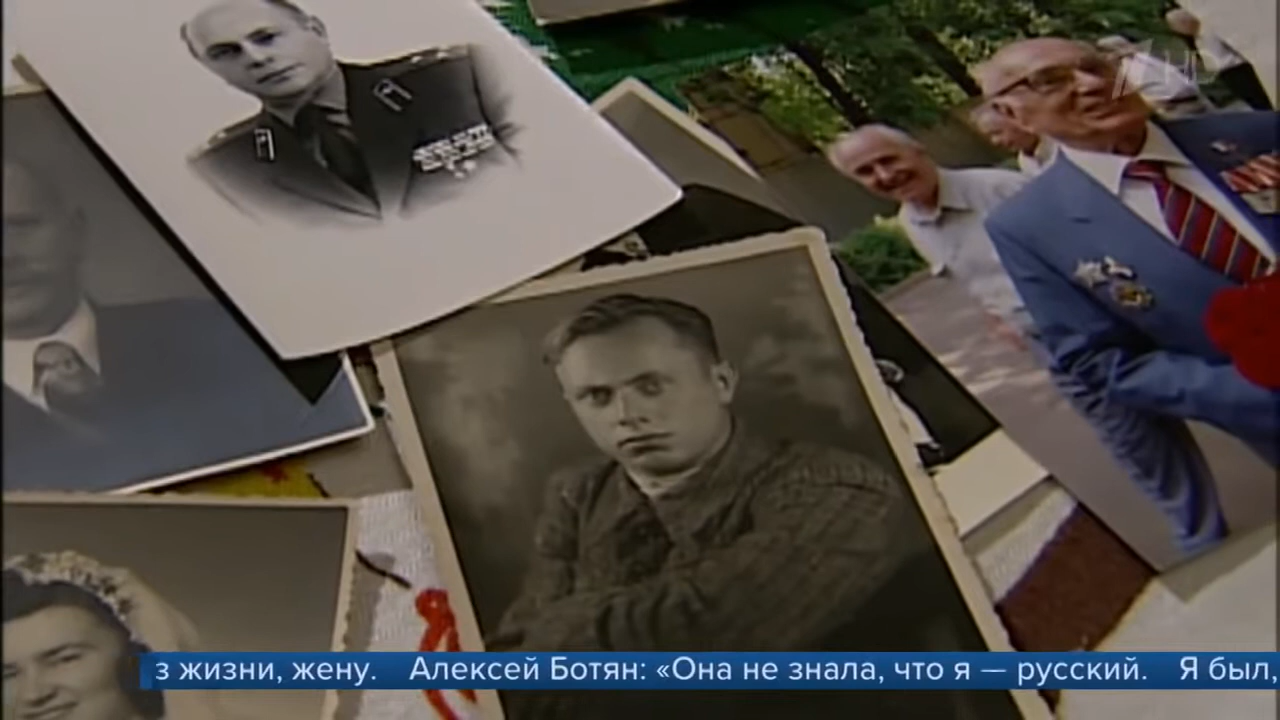 з жизни, жену. Алексей Ботян: «Она не знала, что я — русский. Я был,